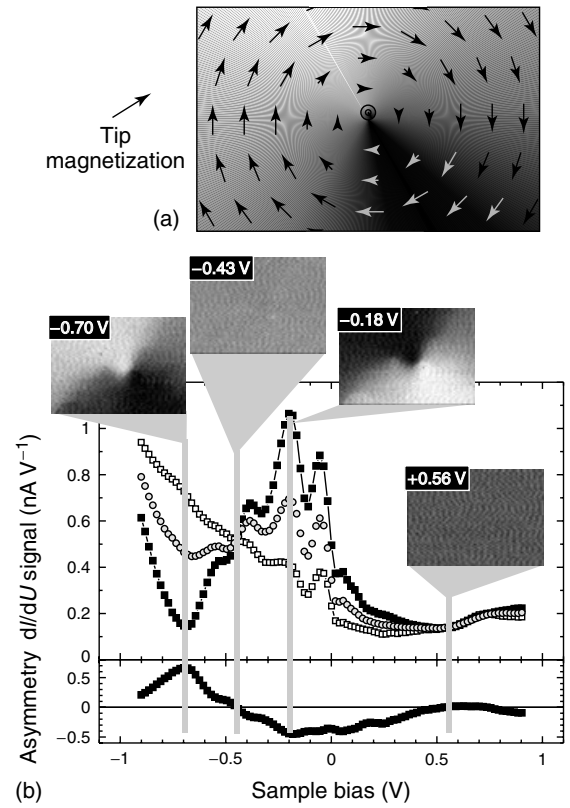 Tip
magnetization
(a)
−0.43 V
−0.70 V
−0.18 V
+0.56 V
1
0.8
0.6
0.4
0.2
0
0.5
0
−0.5
Asymmetry dI/dU signal (nA V⁻¹)
−1
−0.5
0
0.5
1
(b)
Sample bias (V)